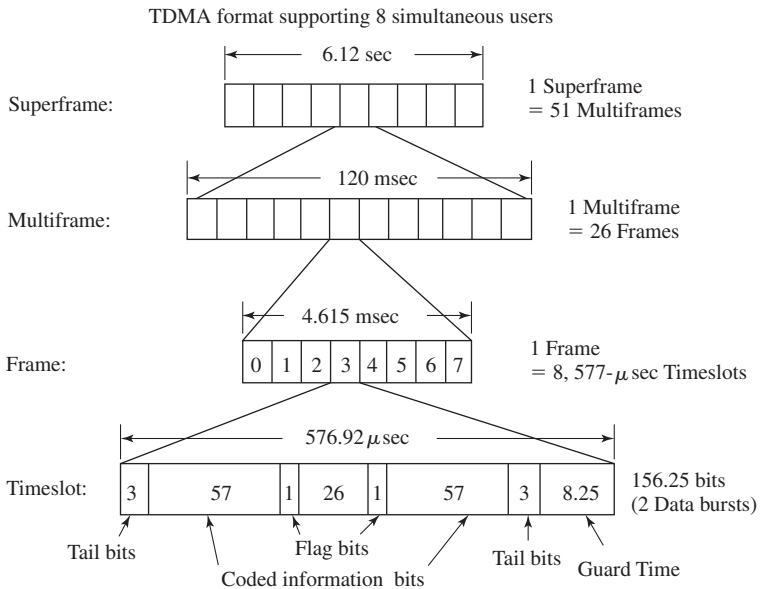 TDMA format supporting 8 simultaneous users
6.12 sec
Superframe:
1 Superframe
= 51 Multiframes
120 msec
Multiframe:
1 Multiframe
= 26 Frames
4.615 msec
Frame:
0 1 2 3 4 5 6 7
1 Frame
= 8, 577-μsec Timeslots
576.92 μsec
Timeslot:
3 57 1 26 1 57 3 8.25
156.25 bits
(2 Data bursts)
Tail bits
Flag bits
Tail bits
Guard Time
Coded information bits